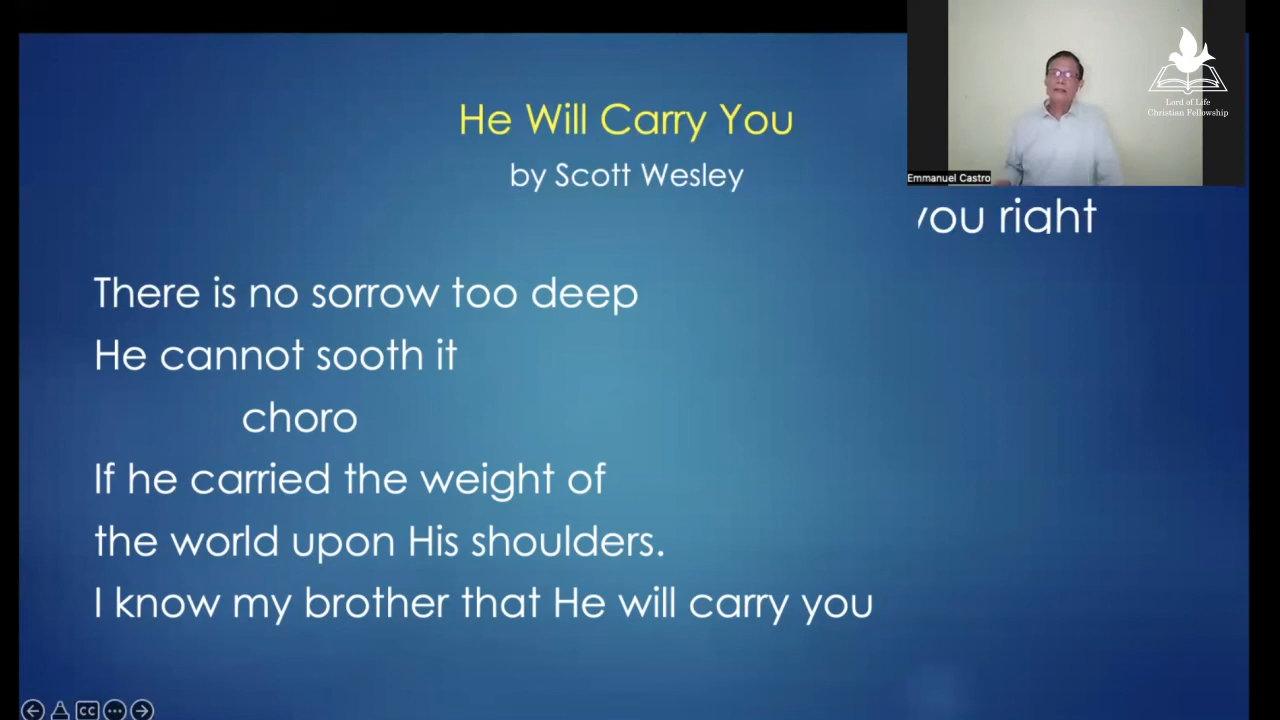 He Will Carry You
by Scott Wesley
Lord of Life
Christian Fellowship
Emmanuel Castro
you right
There is no sorrow too deep
He cannot sooth it
choro
If he carried the weight of
the world upon His shoulders.
I know my brother that He will carry you
CC